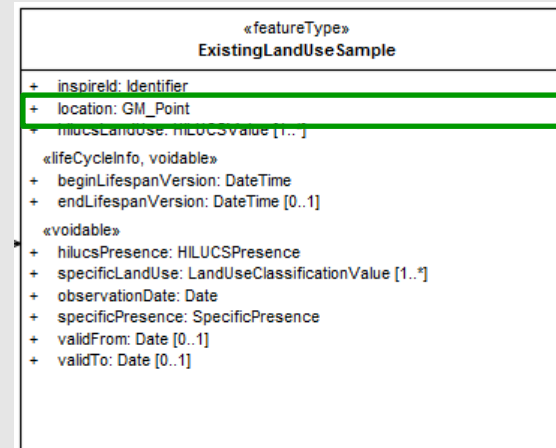 «featureType»
ExistingLandUseSample
+ inspireId: Identifier
+ location: GM_Point
+ hilucsLandUse: HILUCSValue [1..*]
«lifeCycleInfo, voidable»
+ beginLifespanVersion: DateTime
+ endLifespanVersion: DateTime [0..1]
«voidable»
+ hilucsPresence: HILUCSPresence
+ specificLandUse: LandUseClassificationValue [1..*]
+ observationDate: Date
+ specificPresence: SpecificPresence
+ validFrom: Date [0..1]
+ validTo: Date [0..1]